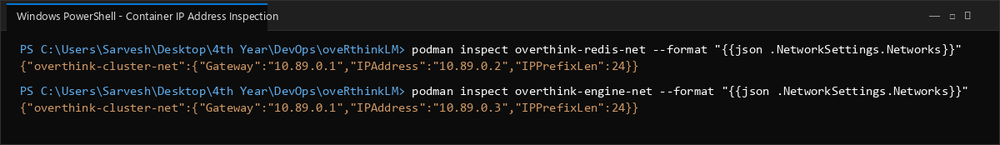 Windows PowerShell - Container IP Address Inspection
PS C:\Users\Sarvesh\Desktop\4th Year\DevOps\oveRthinkLM> podman inspect overthink-redis-net --format "{{json .NetworkSettings.Networks}}"
{"overthink-cluster-net":{"Gateway":"10.89.0.1","IPAddress":"10.89.0.2","IPPrefixLen":24}}
PS C:\Users\Sarvesh\Desktop\4th Year\DevOps\oveRthinkLM> podman inspect overthink-engine-net --format "{{json .NetworkSettings.Networks}}"
{"overthink-cluster-net":{"Gateway":"10.89.0.1","IPAddress":"10.89.0.3","IPPrefixLen":24}}